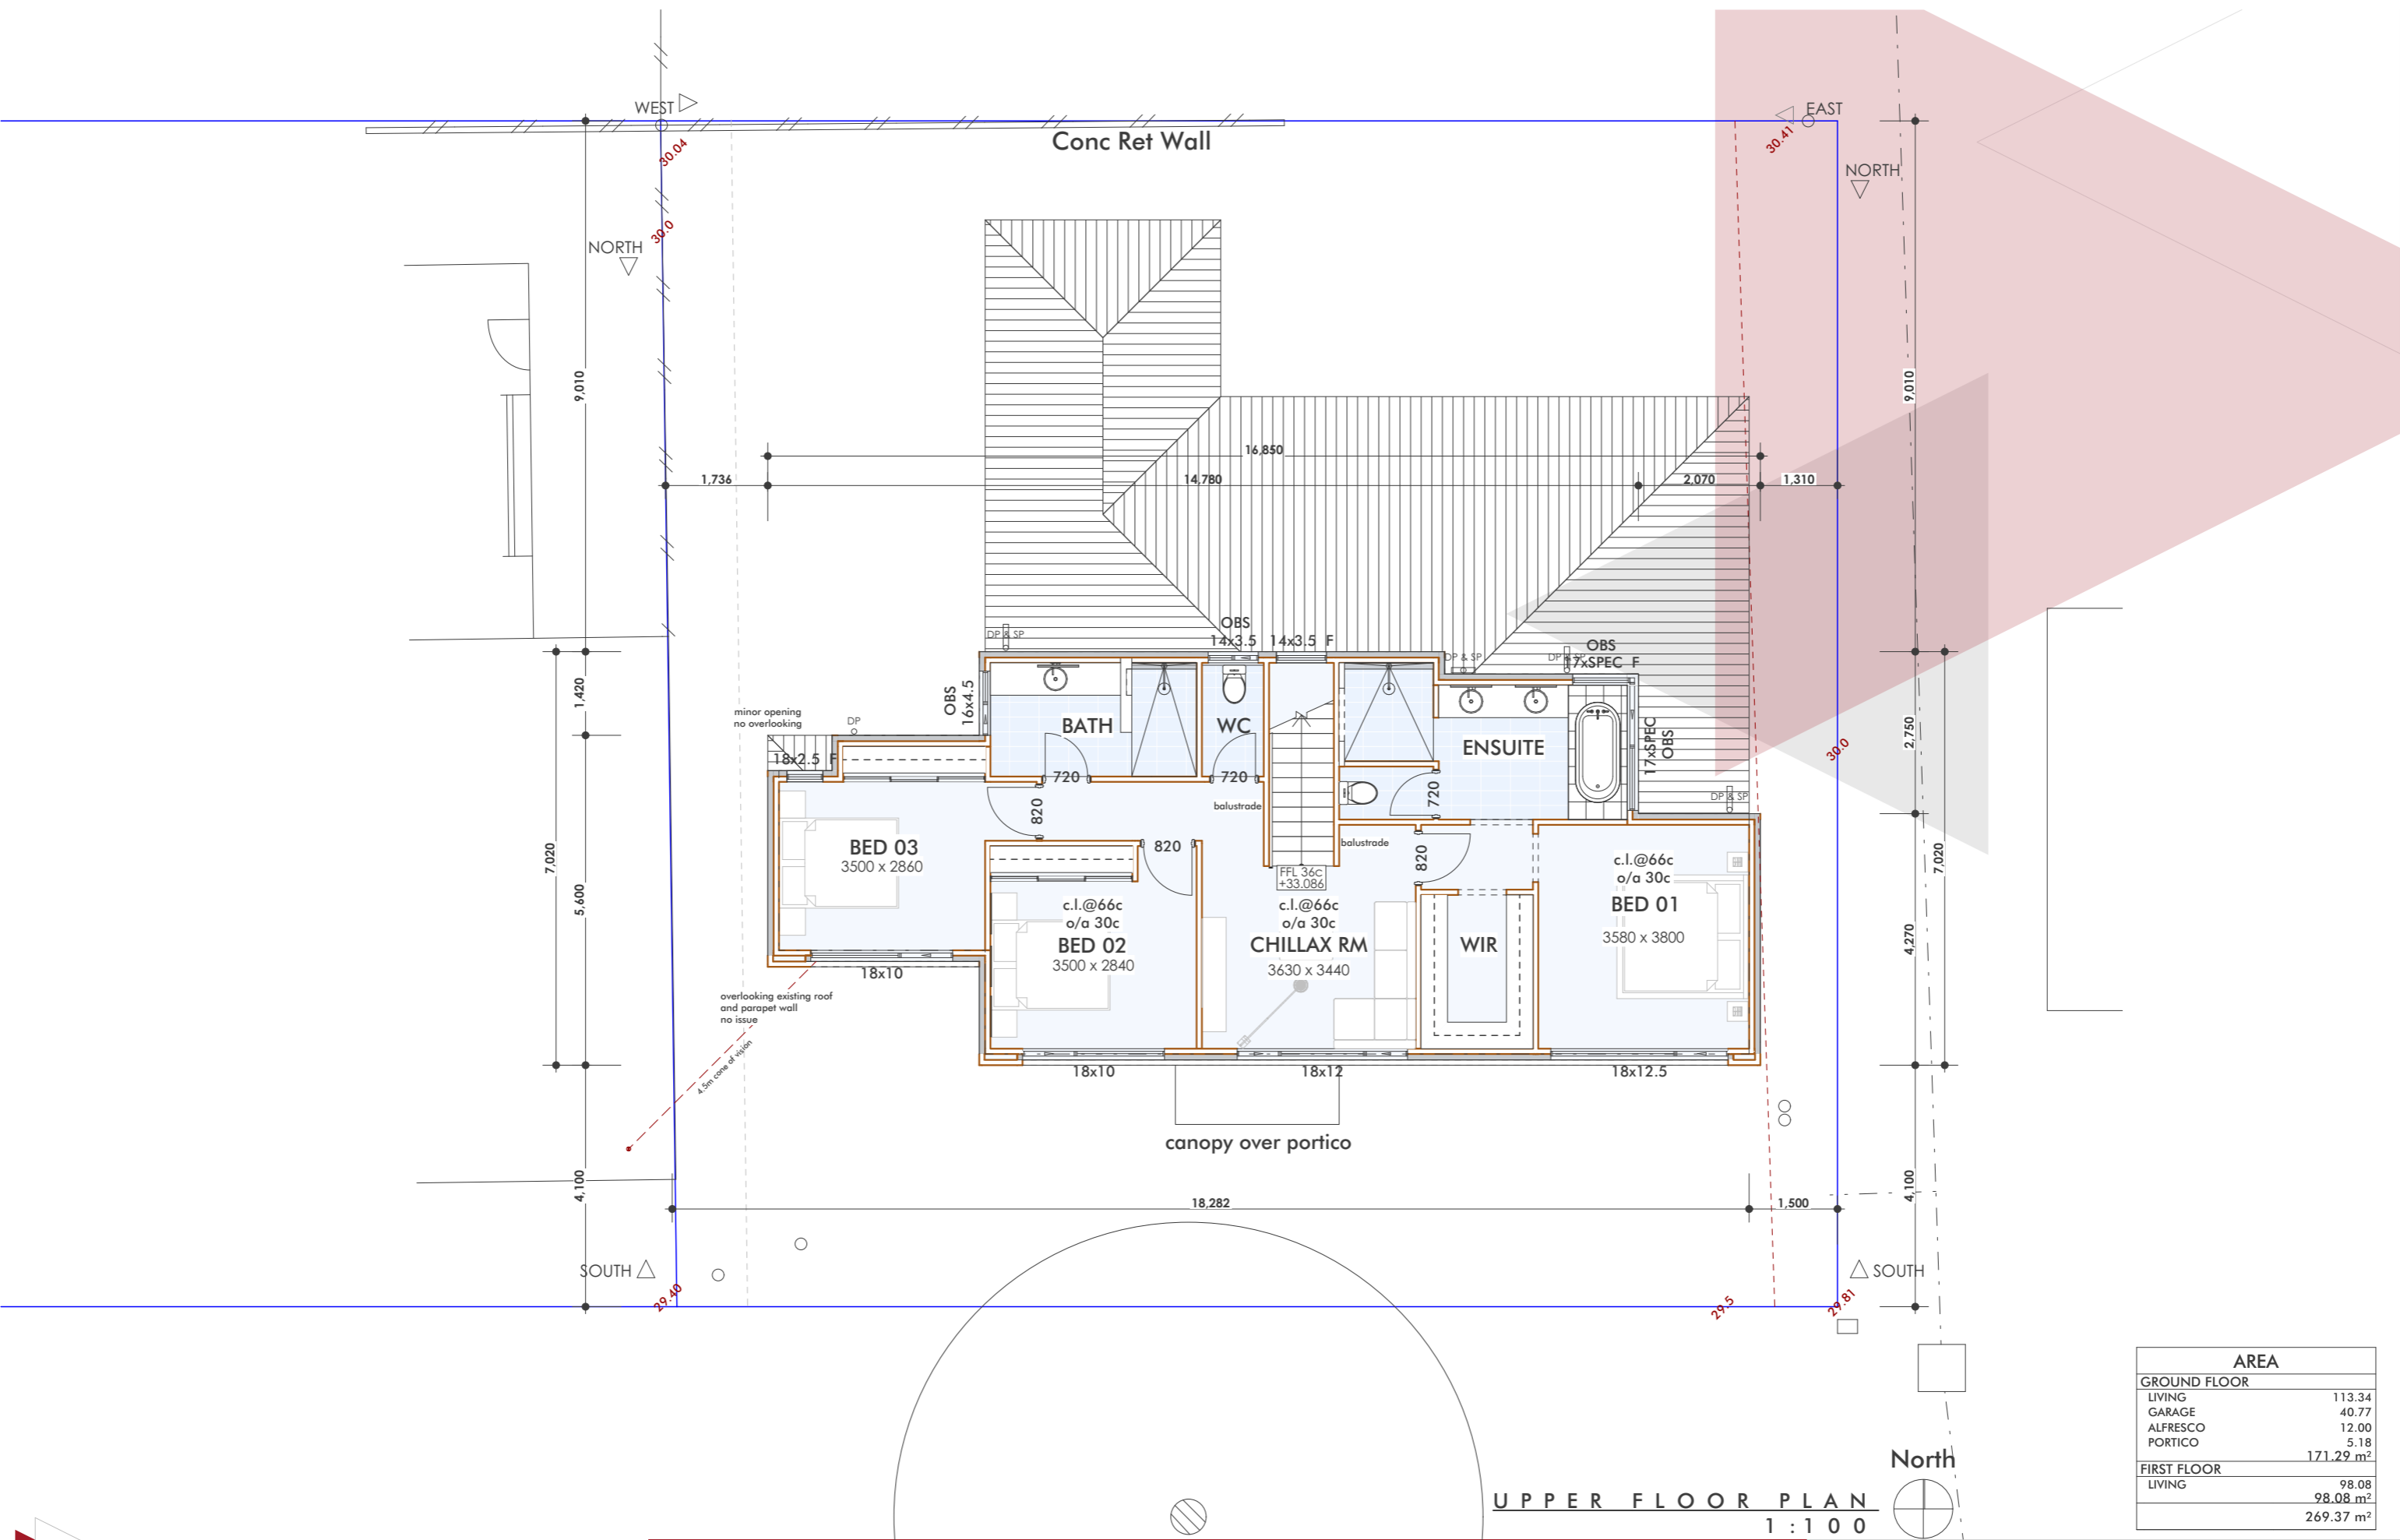 WEST
EAST
Conc Ret Wall
30.04
30.41
NORTH
30.0
NORTH
9,010
9,010
16,850
1,736
14,780
2,070
1,310
OBS
DP & SP
14x3.5
14x3.5 F
OBS
DP & SP
17xSPEC F
1,420
OBS
16x4.5
minor opening
no overlooking
DP
BATH
WC
ENSUITE
17xSPEC
OBS
2,750
30.0
18x2.5 F
720
720
720
820
balustrade
DP & SP
BED 03
3500 x 2860
820
balustrade
820
7,020
7,020
FFL 36c
+33.086
c.l.@66c
o/a 30c
BED 01
3580 x 3800
5,600
c.l.@66c
o/a 30c
BED 02
3500 x 2840
c.l.@66c
o/a 30c
CHILLAX RM
3630 x 3440
WIR
4,270
18x10
overlooking existing roof
and parapet wall
no issue
4.5m cone of vision
18x10
18x12
18x12.5
canopy over portico
4,100
4,100
18,282
1,500
SOUTH
SOUTH
29.40
29.5
29.81
North
UPPER FLOOR PLAN
1:100
AREA
GROUND FLOOR
LIVING 113.34
GARAGE 40.77
ALFRESCO 12.00
PORTICO 5.18
171.29 m²
FIRST FLOOR
LIVING 98.08
98.08 m²
269.37 m²